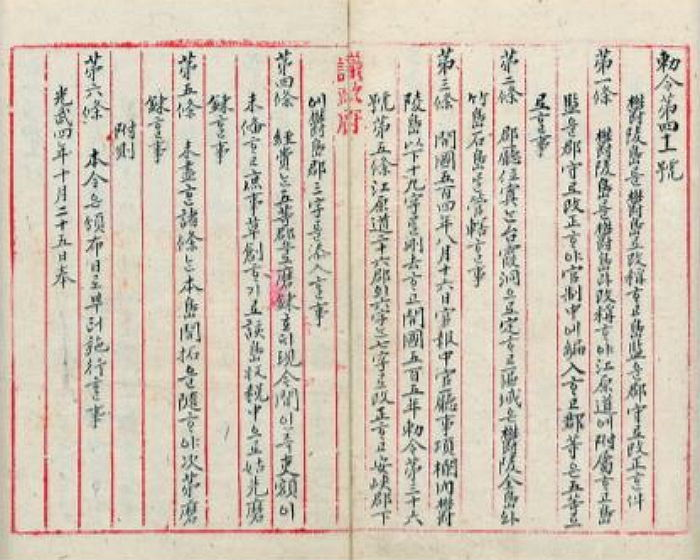 勅令第四十一號
鬱陵島를鬱島로改稱ᄒᆞ고島監을郡守로改正ᄒᆞᆫ件
第一條 鬱陵島를鬱島라改稱ᄒᆞ야江原道에附屬ᄒᆞ고島
監을郡守로改正ᄒᆞ야官制中에編入ᄒᆞ고郡等은五等으
로ᄒᆞᆯ事
第二條 郡廳位寘는台霞洞으로定ᄒᆞ고區域은鬱陵全島와
竹島石島를管轄ᄒᆞᆯ事
第三條 開國五百四年八月十六日官報中官廳事項欄內鬱
陵島以下十九字를刪去ᄒᆞ고開國五百五年勅令第三十六
號第五條江原道二十六郡의六字는七字로改正ᄒᆞ고安峽郡下
議政府
에鬱島郡三字를添入ᄒᆞᆯ事
第四條 經費는五等郡으로磨鍊호ᄃᆡ現今間인즉吏額이
未備ᄒᆞ고庶事草創ᄒᆞ기로該島收稅中으로姑先磨
鍊ᄒᆞᆯ事
第五條 未盡ᄒᆞᆫ諸條는本島開拓을隨ᄒᆞ야次第磨
鍊ᄒᆞᆯ事
附則
第六條 本令은頒布日로부터施行ᄒᆞᆯ事
光武四年十月二十五日奉